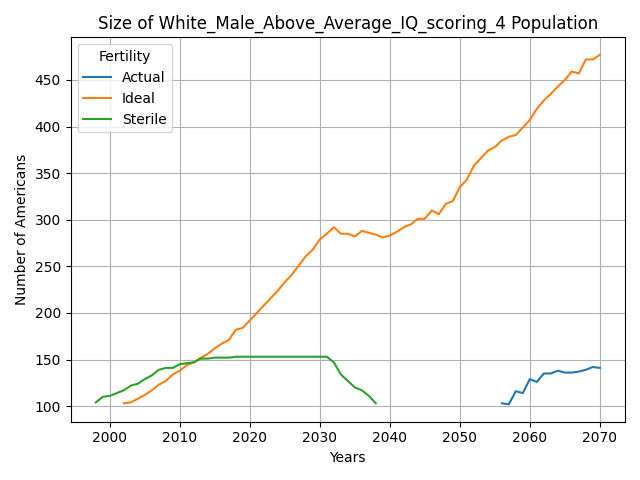 Size of White_Male_Above_Average_IQ_scoring_4 Population
Fertility
Actual
Ideal
Sterile
Number of Americans
450
400
350
300
250
200
150
100
2000 2010 2020 2030 2040 2050 2060 2070
Years